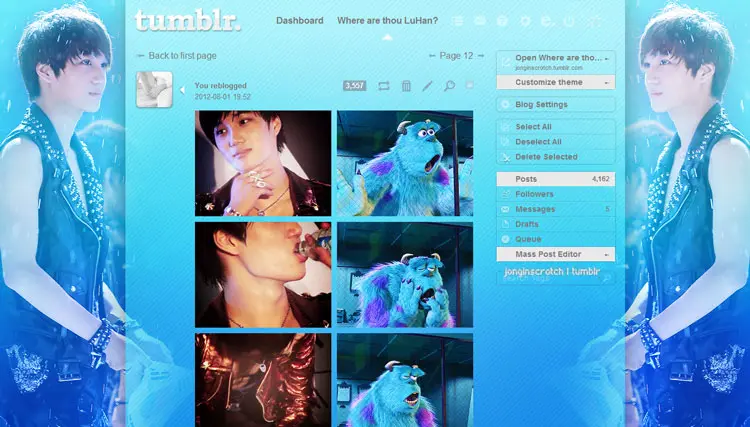 tumblr.
Dashboard
Where are thou LuHan?
← Back to first page
← Page 12 →
You reblogged
2012-08-01 19:52
3,557
Open Where are tho...
jonginscrotch.tumblr.com
Customize theme
Blog Settings
Select All
Deselect All
Delete Selected
Posts 4,162
Followers
Messages 5
Drafts
Queue
Mass Post Editor
jonginscrotch | tumblr